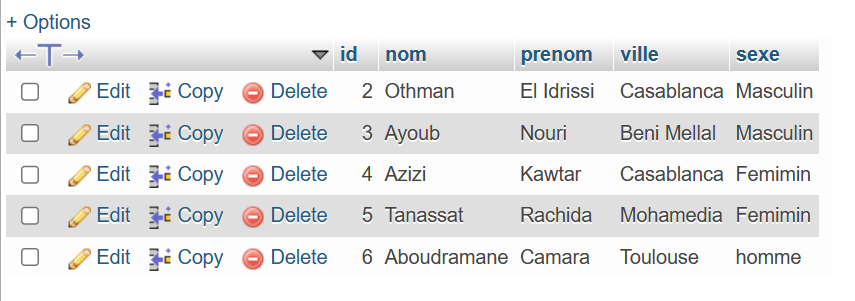 + Options
id nom prenom ville sexe
Edit Copy Delete 2 Othman El Idrissi Casablanca Masculin
Edit Copy Delete 3 Ayoub Nouri Beni Mellal Masculin
Edit Copy Delete 4 Azizi Kawtar Casablanca Femimin
Edit Copy Delete 5 Tanassat Rachida Mohamedia Femimin
Edit Copy Delete 6 Aboudramane Camara Toulouse homme